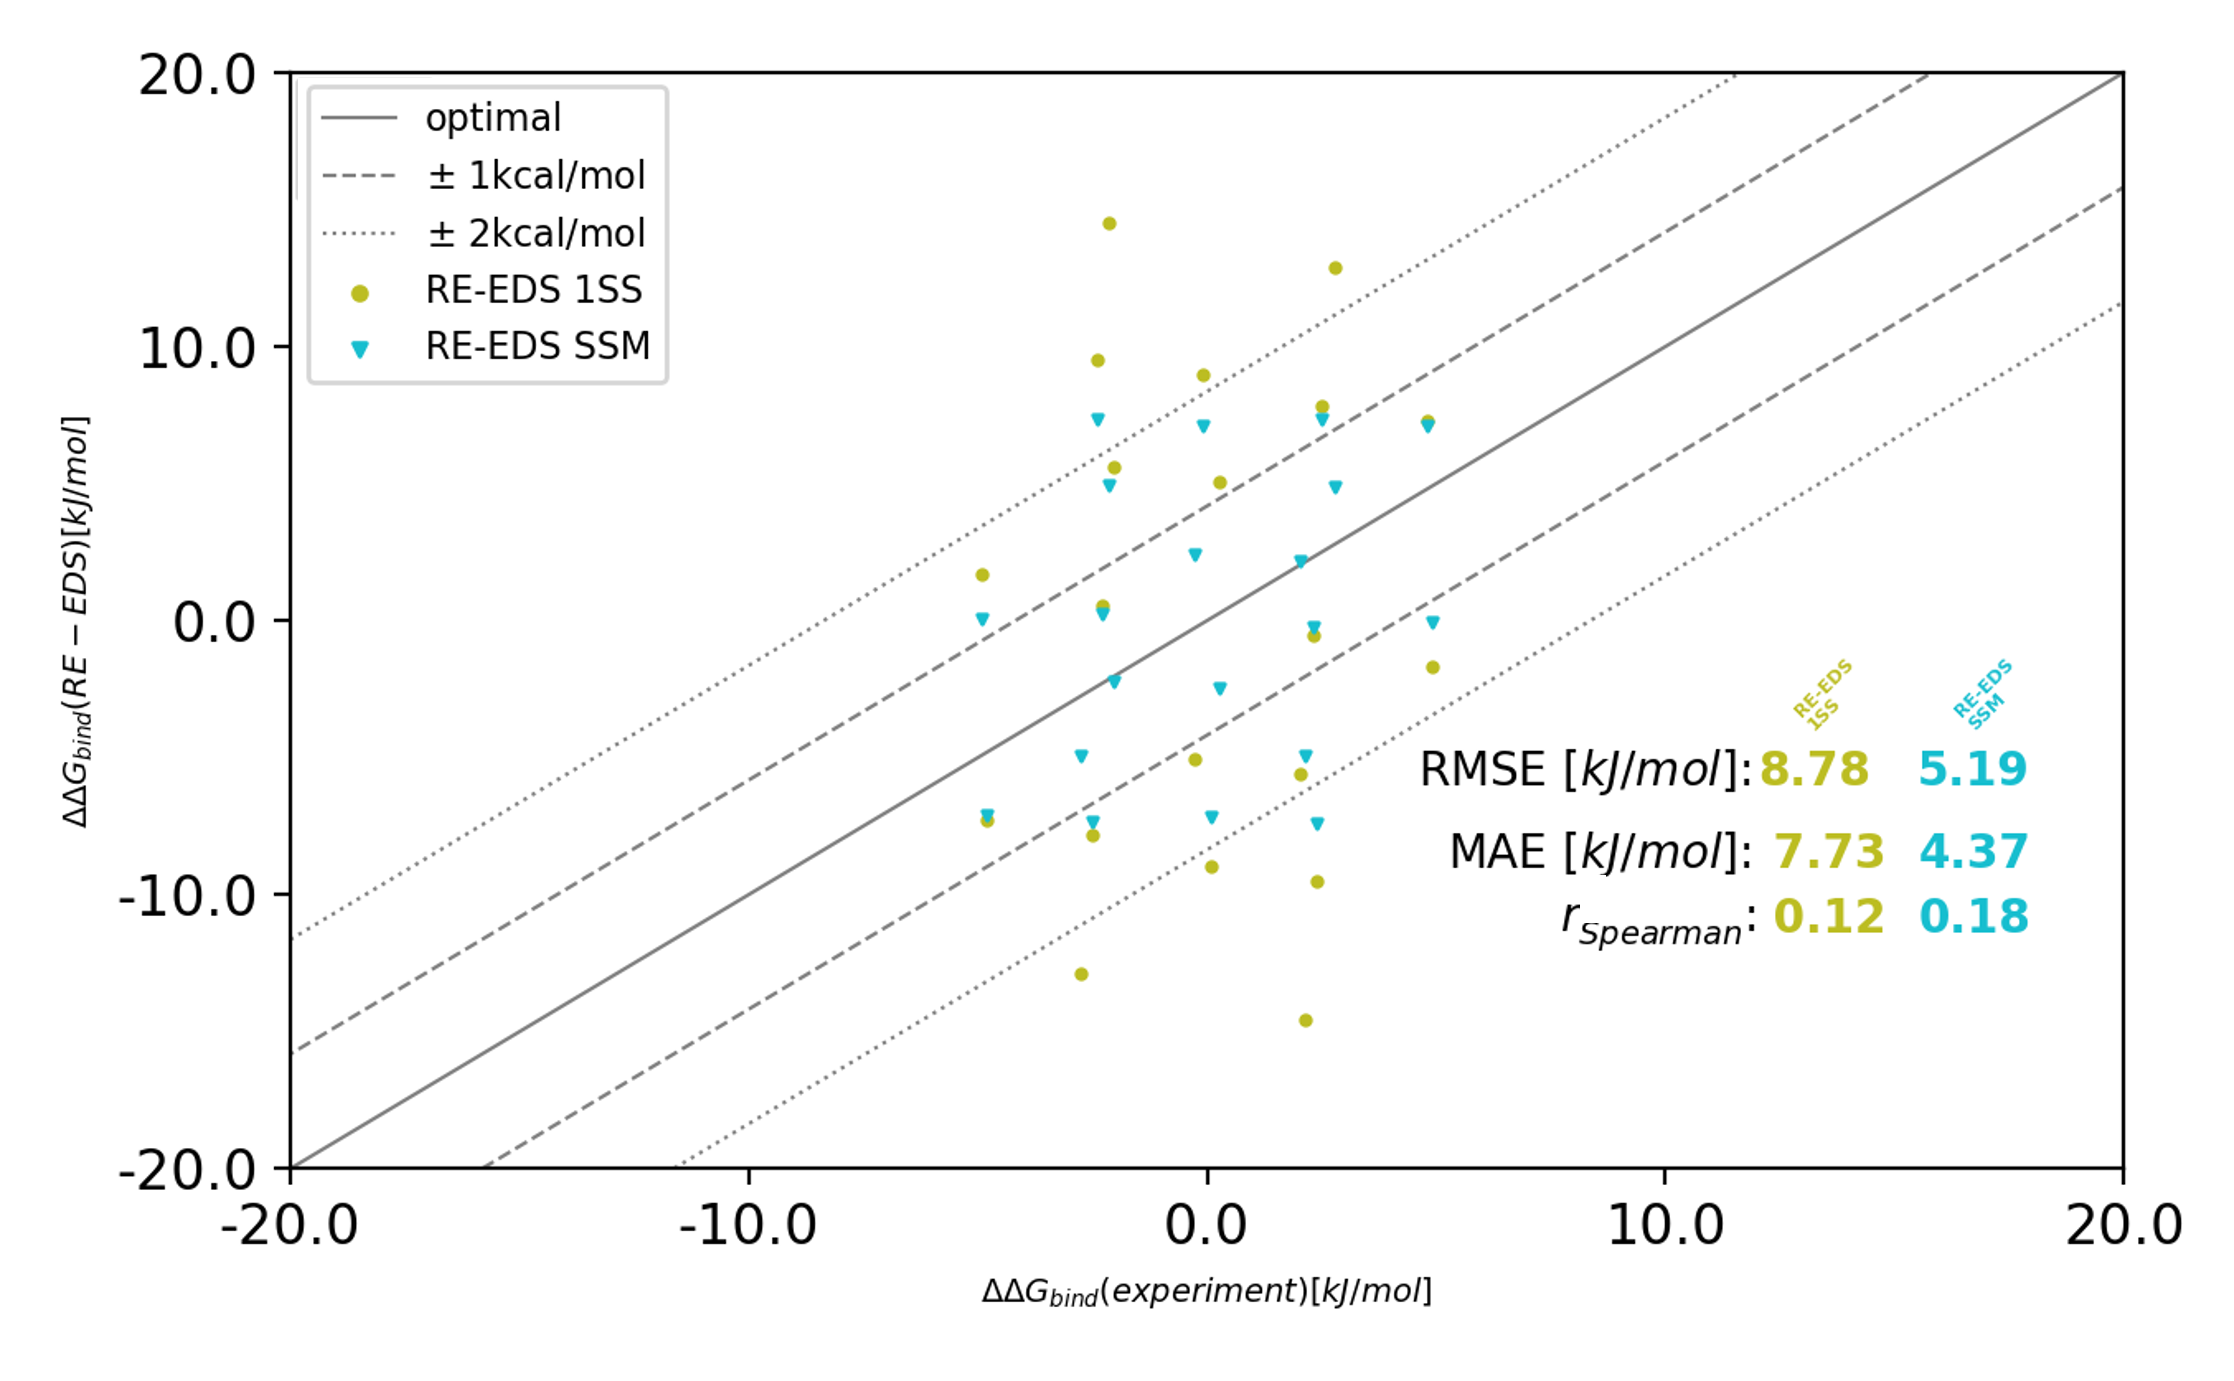 20.0
10.0
0.0
-10.0
-20.0
-20.0
-10.0
0.0
10.0
20.0
ΔΔG_bind(RE − EDS)[kJ/mol]
ΔΔG_bind(experiment)[kJ/mol]
optimal
± 1kcal/mol
± 2kcal/mol
RE-EDS 1SS
RE-EDS SSM
RE-EDS
1SS
RE-EDS
SSM
RMSE [kJ/mol]: 8.78 5.19
MAE [kJ/mol]: 7.73 4.37
r_Spearman: 0.12 0.18